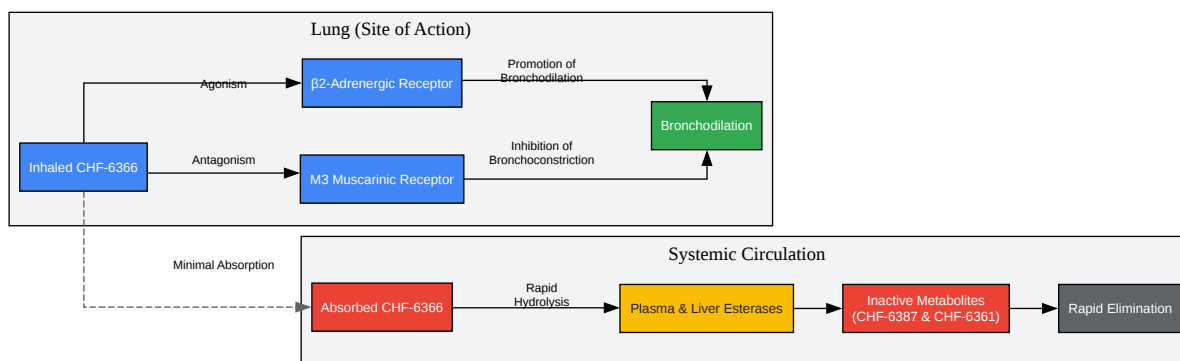 Lung (Site of Action)
Promotion of
Bronchodilation
Agonism
β2-Adrenergic Receptor
Bronchodilation
Inhibition of
Bronchoconstriction
Antagonism
Inhaled CHF-6366
M3 Muscarinic Receptor
Systemic Circulation
Minimal Absorption
Rapid
Hydrolysis
Absorbed CHF-6366
Plasma & Liver Esterases
Inactive Metabolites
(CHF-6387 & CHF-6361)
Rapid Elimination